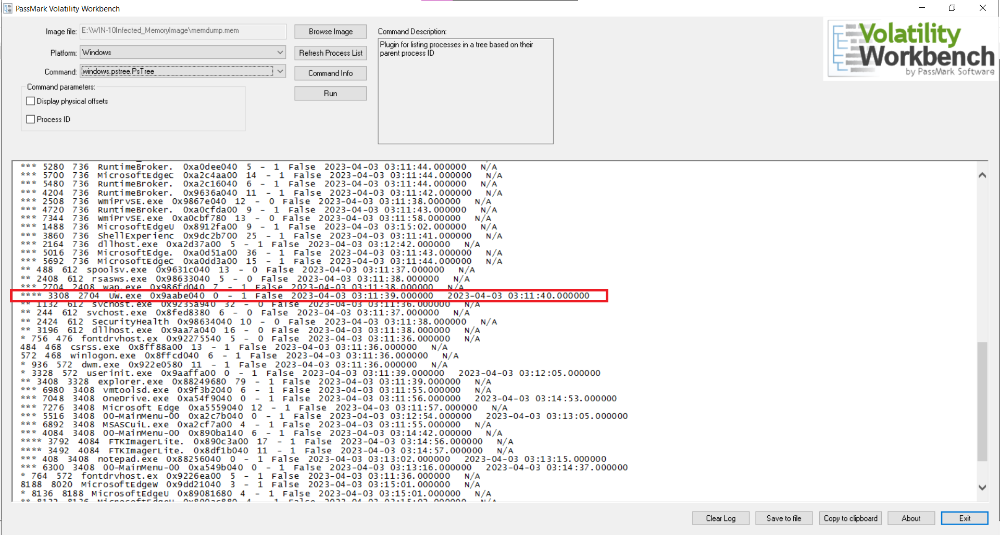 PassMark Volatility Workbench
Image file: E:\WIN-10Infected_MemoryImage\memdump.mem
Browse Image
Platform: Windows
Refresh Process List
Command: windows.pstree.PsTree
Command Info
Run
Command parameters:
Display physical offsets
Process ID
Command Description:
Plugin for listing processes in a tree based on their
parent process ID
Volatility
Workbench
by PassMark Software
*** 5280 736 RuntimeBroker. 0xa0dee040 5 - 1 False 2023-04-03 03:11:44.000000 N/A
*** 5700 736 MicrosoftEdgeC 0xa2c4aa00 14 - 1 False 2023-04-03 03:11:44.000000 N/A
*** 5480 736 RuntimeBroker. 0xa2c16040 6 - 1 False 2023-04-03 03:11:44.000000 N/A
*** 4204 736 RuntimeBroker. 0x9636a040 11 - 1 False 2023-04-03 03:11:42.000000 N/A
*** 2508 736 WmiPrvSE.exe 0x9867e040 12 - 0 False 2023-04-03 03:11:38.000000 N/A
*** 4720 736 RuntimeBroker. 0xa0cfda00 9 - 1 False 2023-04-03 03:11:43.000000 N/A
*** 7344 736 WmiPrvSE.exe 0xa0cbf780 13 - 0 False 2023-04-03 03:11:58.000000 N/A
*** 1488 736 MicrosoftEdgeU 0x8912fa00 9 - 1 False 2023-04-03 03:15:02.000000 N/A
*** 3860 736 ShellExperienc 0x9dc2b700 25 - 1 False 2023-04-03 03:11:41.000000 N/A
*** 2164 736 dllhost.exe 0xa2d37a00 5 - 1 False 2023-04-03 03:12:42.000000 N/A
*** 5016 736 MicrosoftEdge. 0xa0d51a00 36 - 1 False 2023-04-03 03:11:43.000000 N/A
*** 5692 736 MicrosoftEdgeC 0xa0dd3a00 15 - 1 False 2023-04-03 03:11:44.000000 N/A
** 488 612 spoolsv.exe 0x9631c040 13 - 0 False 2023-04-03 03:11:37.000000 N/A
** 2408 612 rsasws.exe 0x98633040 5 - 0 False 2023-04-03 03:11:38.000000 N/A
*** 2704 2408 wap.exe 0x986fd040 7 - 1 False 2023-04-03 03:11:38.000000 N/A
**** 3308 2704 UW.exe 0x9aabe040 0 - 1 False 2023-04-03 03:11:39.000000 2023-04-03 03:11:40.000000
** 1132 612 svchost.exe 0x9235a940 32 - 0 False 2023-04-03 03:11:36.000000 N/A
** 244 612 svchost.exe 0x8fed8380 6 - 0 False 2023-04-03 03:11:37.000000 N/A
** 2424 612 SecurityHealth 0x98634040 10 - 0 False 2023-04-03 03:11:38.000000 N/A
** 3196 612 dllhost.exe 0x9aa7a040 16 - 0 False 2023-04-03 03:11:38.000000 N/A
* 756 476 fontdrvhost.ex 0x92275540 5 - 0 False 2023-04-03 03:11:36.000000 N/A
484 468 csrss.exe 0x8ff88a00 13 - 1 False 2023-04-03 03:11:36.000000 N/A
572 468 winlogon.exe 0x8ffcd040 6 - 1 False 2023-04-03 03:11:36.000000 N/A
* 936 572 dwm.exe 0x922e0580 11 - 1 False 2023-04-03 03:11:36.000000 N/A
* 3328 572 userinit.exe 0x9aaffa00 0 - 1 False 2023-04-03 03:11:39.000000 2023-04-03 03:12:05.000000
** 3408 3328 explorer.exe 0x88249680 79 - 1 False 2023-04-03 03:11:39.000000 N/A
*** 6980 3408 vmtoolsd.exe 0x9f3b2040 6 - 1 False 2023-04-03 03:11:55.000000 N/A
*** 7048 3408 OneDrive.exe 0xa54f9040 0 - 1 False 2023-04-03 03:11:56.000000 2023-04-03 03:14:53.000000
*** 7276 3408 Microsoft Edge 0xa5559040 12 - 1 False 2023-04-03 03:11:57.000000 N/A
*** 5516 3408 00-MainMenu-00 0xa2c7b040 0 - 1 False 2023-04-03 03:12:54.000000 2023-04-03 03:13:05.000000
*** 6892 3408 MSASCuiL.exe 0xa2cf7a00 4 - 1 False 2023-04-03 03:11:55.000000 N/A
*** 4084 3408 00-MainMenu-00 0x890ba140 6 - 1 False 2023-04-03 03:14:42.000000 N/A
**** 3792 4084 FTKImagerLite. 0x890c3a00 17 - 1 False 2023-04-03 03:14:56.000000 N/A
**** 3492 4084 FTKImagerLite. 0x8df1b040 11 - 1 False 2023-04-03 03:14:57.000000 N/A
*** 408 3408 notepad.exe 0x88256040 0 - 1 False 2023-04-03 03:13:02.000000 2023-04-03 03:13:15.000000
*** 6300 3408 00-MainMenu-00 0xa549b040 0 - 1 False 2023-04-03 03:13:16.000000 2023-04-03 03:14:37.000000
* 764 572 fontdrvhost.ex 0x9226ea00 5 - 1 False 2023-04-03 03:11:36.000000 N/A
8188 8020 MicrosoftEdgeW 0x9dd21040 3 - 1 False 2023-04-03 03:15:01.000000 N/A
* 8136 8188 MicrosoftEdgeU 0x89081680 4 - 1 False 2023-04-03 03:15:01.000000 N/A
Clear Log
Save to file
Copy to clipboard
About
Exit